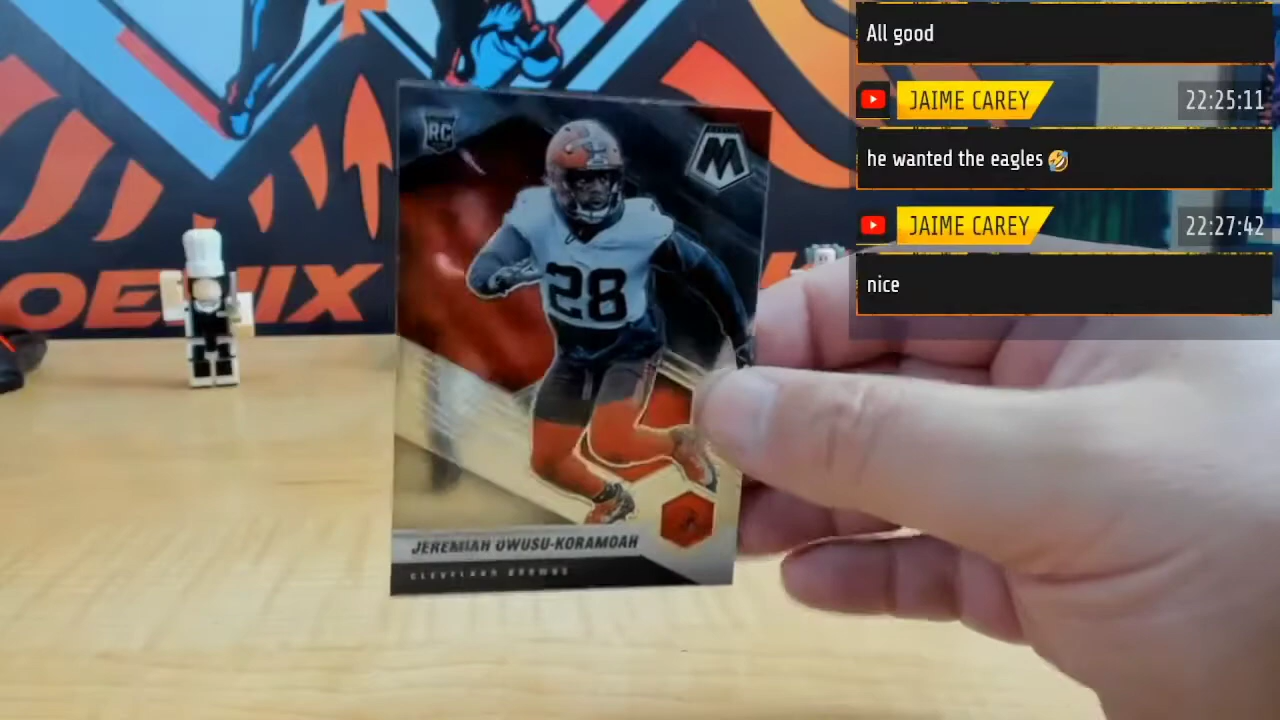 All good
JAIME CAREY
22:25:11
he wanted the eagles 🤣
JAIME CAREY
22:27:42
nice
RC
M
28
OENIX
JEREMIAH OWUSU-KORAMOAH
CLEVELAND BROWNS